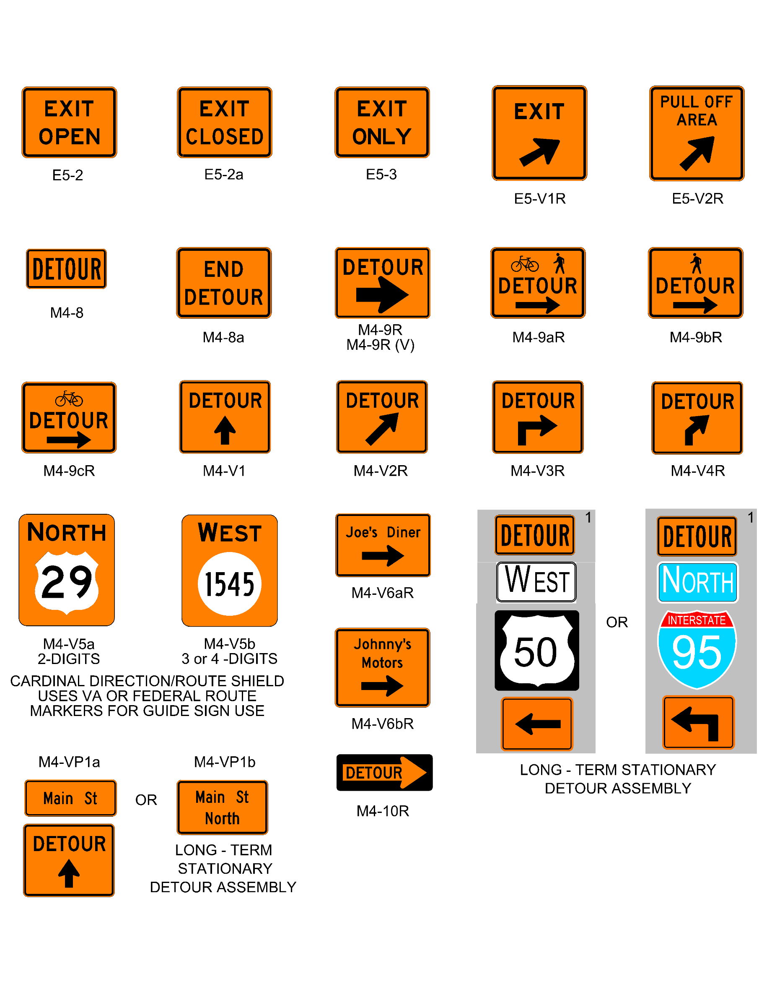 EXIT
OPEN
E5-2
EXIT
CLOSED
E5-2a
EXIT
ONLY
E5-3
EXIT
E5-V1R
PULL OFF
AREA
E5-V2R
DETOUR
M4-8
END
DETOUR
M4-8a
DETOUR
M4-9R
M4-9R (V)
DETOUR
M4-9aR
DETOUR
M4-9bR
DETOUR
M4-9cR
DETOUR
M4-V1
DETOUR
M4-V2R
DETOUR
M4-V3R
DETOUR
M4-V4R
NORTH
29
M4-V5a
2-DIGITS
WEST
1545
M4-V5b
3 or 4 -DIGITS
CARDINAL DIRECTION/ROUTE SHIELD
USES VA OR FEDERAL ROUTE
MARKERS FOR GUIDE SIGN USE
Joe's Diner
M4-V6aR
Johnny's
Motors
M4-V6bR
1
DETOUR
WEST
50
OR
1
DETOUR
NORTH
INTERSTATE
95
LONG - TERM STATIONARY
DETOUR ASSEMBLY
M4-VP1a
Main St
DETOUR
OR
M4-VP1b
Main St
North
LONG - TERM
STATIONARY
DETOUR ASSEMBLY
DETOUR
M4-10R